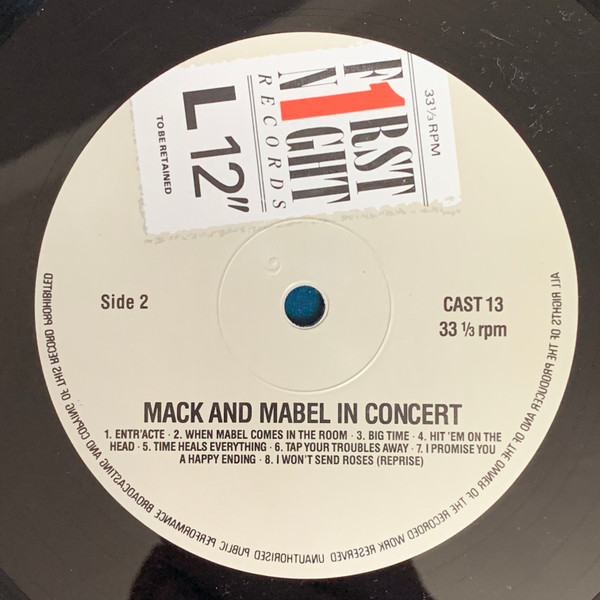 F1RST
N1GHT
RECORDS
33 1/3 RPM
L 12"
TO BE RETAINED
Side 2
CAST 13
33 1/3 rpm
MACK AND MABEL IN CONCERT
1. ENTR'ACTE · 2. WHEN MABEL COMES IN THE ROOM · 3. BIG TIME · 4. HIT 'EM ON THE
HEAD · 5. TIME HEALS EVERYTHING · 6. TAP YOUR TROUBLES AWAY · 7. I PROMISE YOU
A HAPPY ENDING · 8. I WON'T SEND ROSES (REPRISE)
ALL RIGHTS OF THE PRODUCER AND OF THE OWNER OF THE RECORDED WORK RESERVED UNAUTHORISED PUBLIC PERFORMANCE BROADCASTING AND COPYING OF THIS RECORD PROHIBITED